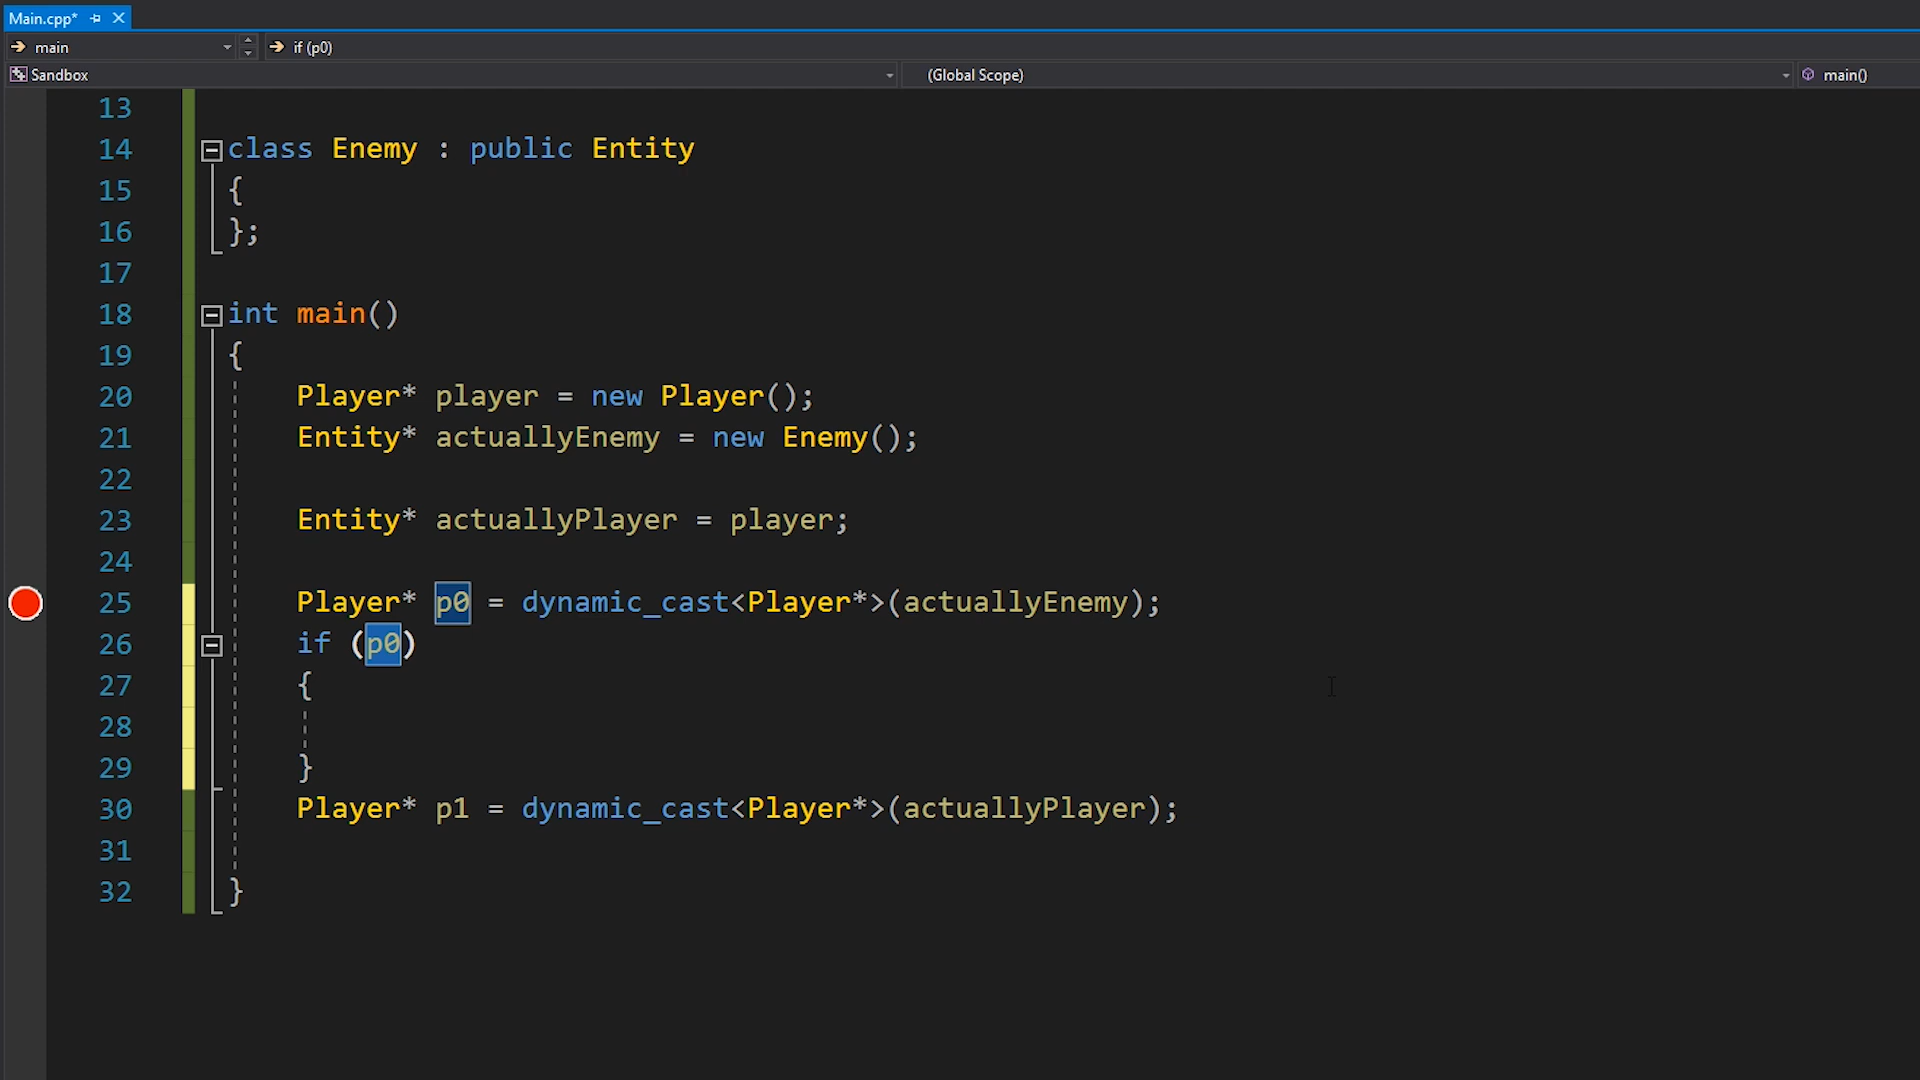 Main.cpp*
main if (p0)
Sandbox (Global Scope) main()
13
14 class Enemy : public Entity
15 {
16 };
17
18 int main()
19 {
20 Player* player = new Player();
21 Entity* actuallyEnemy = new Enemy();
22
23 Entity* actuallyPlayer = player;
24
25 Player* p0 = dynamic_cast<Player*>(actuallyEnemy);
26 if (p0)
27 {
28
29 }
30 Player* p1 = dynamic_cast<Player*>(actuallyPlayer);
31
32 }